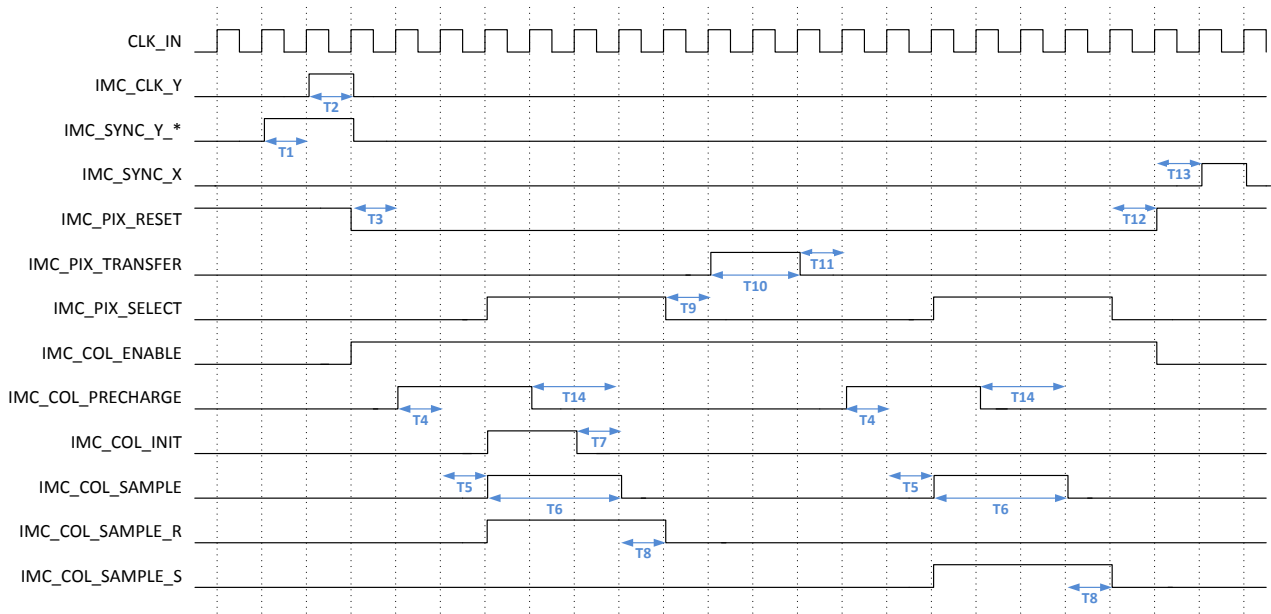 CLK_IN
IMC_CLK_Y
T2
IMC_SYNC_Y_*
T1
IMC_SYNC_X
T13
IMC_PIX_RESET
T3
T12
IMC_PIX_TRANSFER
T11
T10
IMC_PIX_SELECT
T9
IMC_COL_ENABLE
IMC_COL_PRECHARGE
T14
T14
T4
T4
IMC_COL_INIT
T7
IMC_COL_SAMPLE
T5
T5
T6
T6
IMC_COL_SAMPLE_R
T8
IMC_COL_SAMPLE_S
T8